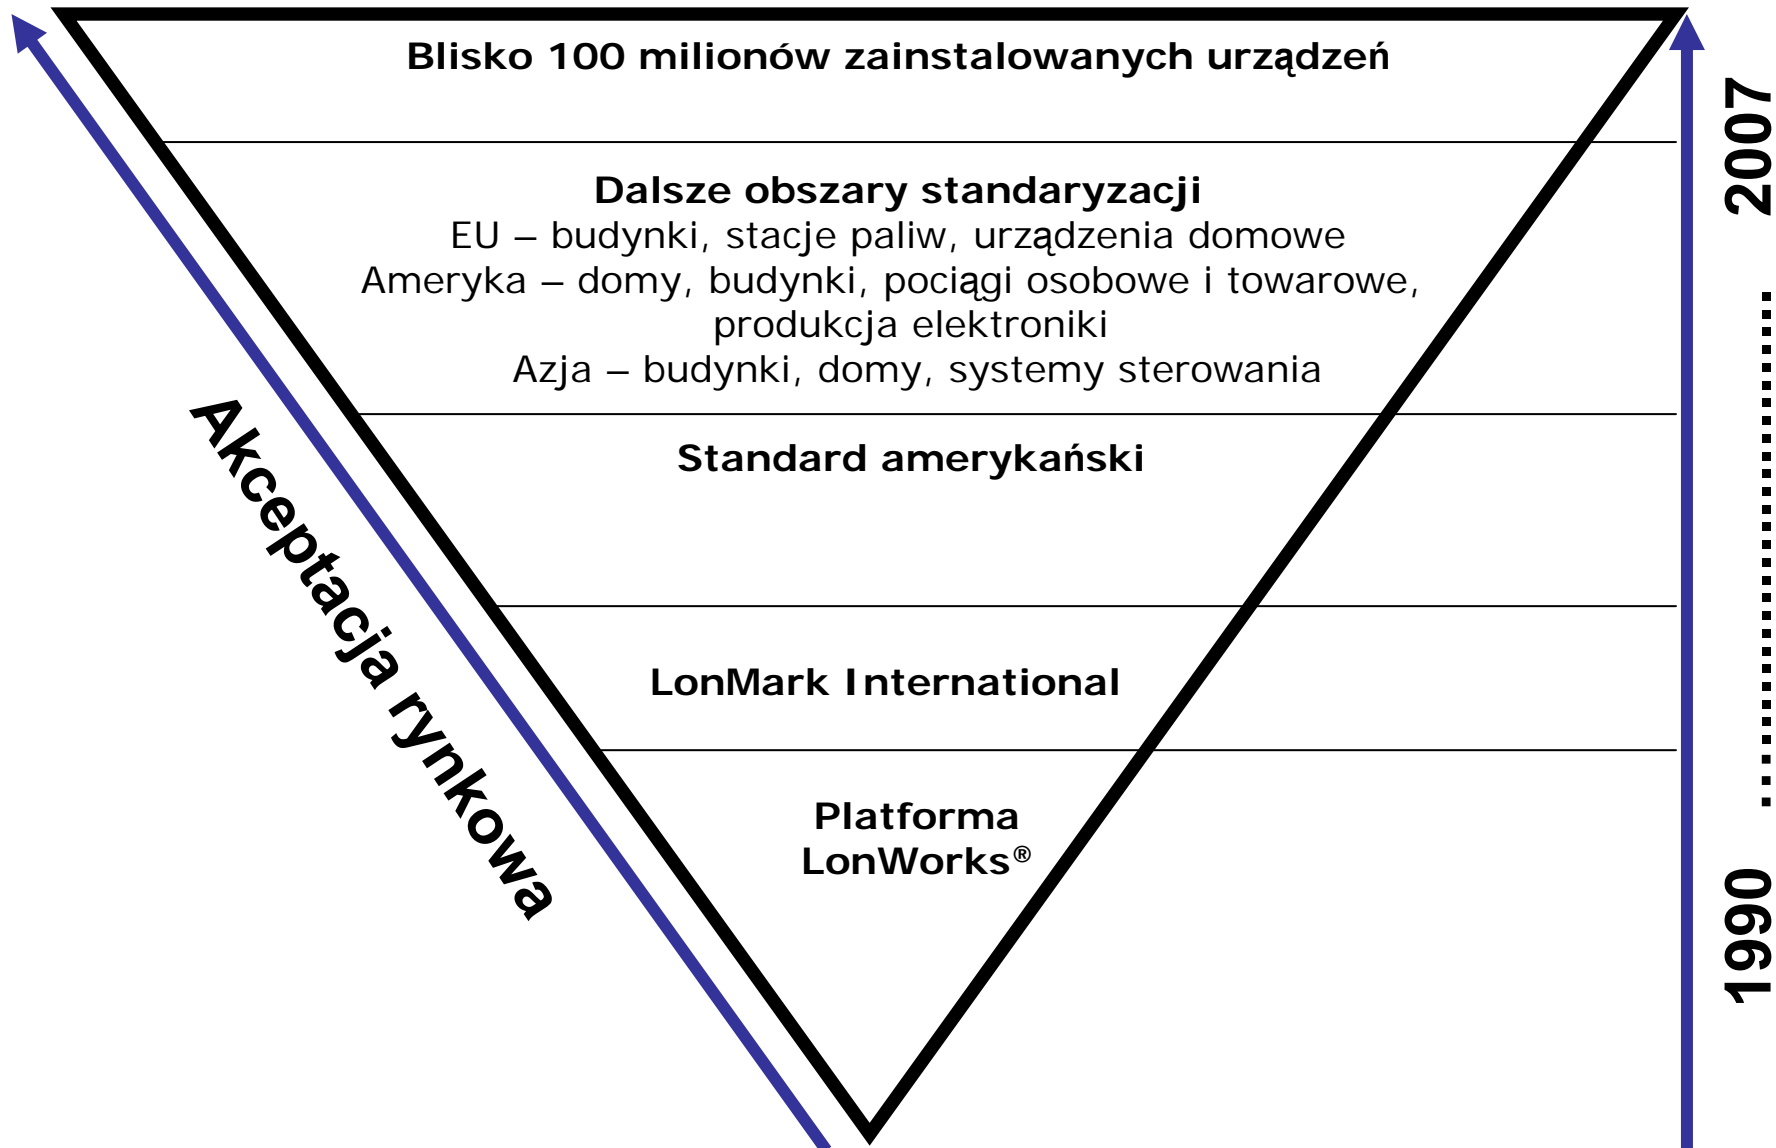 Blisko 100 milionów zainstalowanych urządzeń
Dalsze obszary standaryzacji
EU – budynki, stacje paliw, urządzenia domowe
Ameryka – domy, budynki, pociągi osobowe i towarowe,
produkcja elektroniki
Azja – budynki, domy, systemy sterowania
Standard amerykański
LonMark International
Platforma
LonWorks®
Akceptacja rynkowa
1990 ............................. 2007